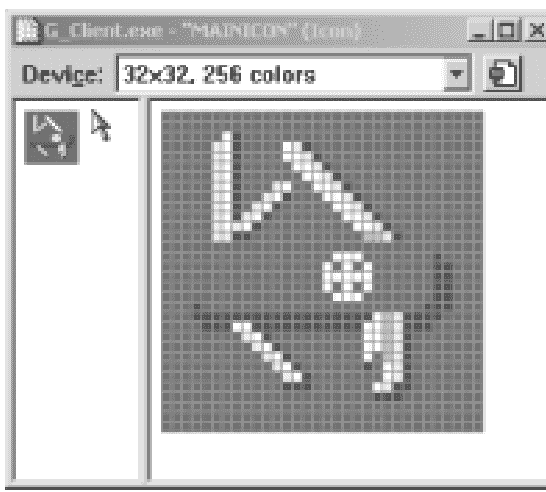 G_Client.exe - "MAINICON" (Icon)
Device: 32x32, 256 colors